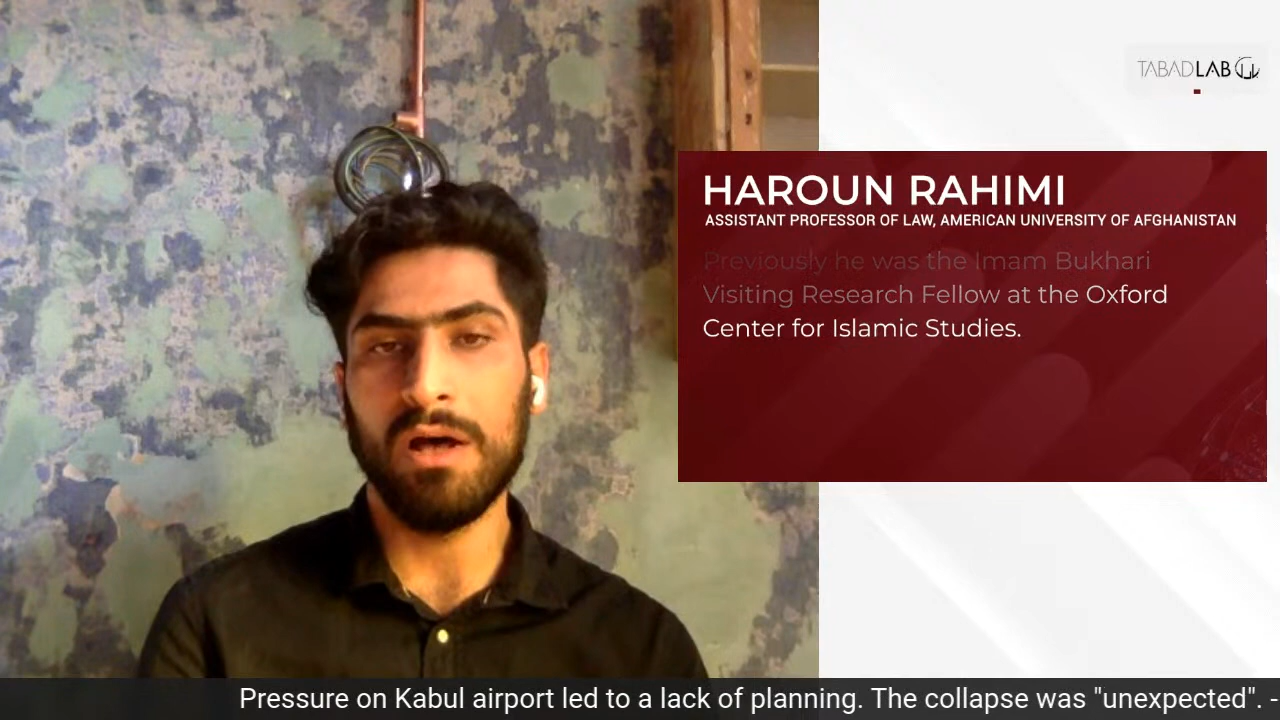 TABADLAB
HAROUN RAHIMI
ASSISTANT PROFESSOR OF LAW, AMERICAN UNIVERSITY OF AFGHANISTAN
Previously he was the Imam Bukhari
Visiting Research Fellow at the Oxford
Center for Islamic Studies.
Pressure on Kabul airport led to a lack of planning. The collapse was "unexpected". -